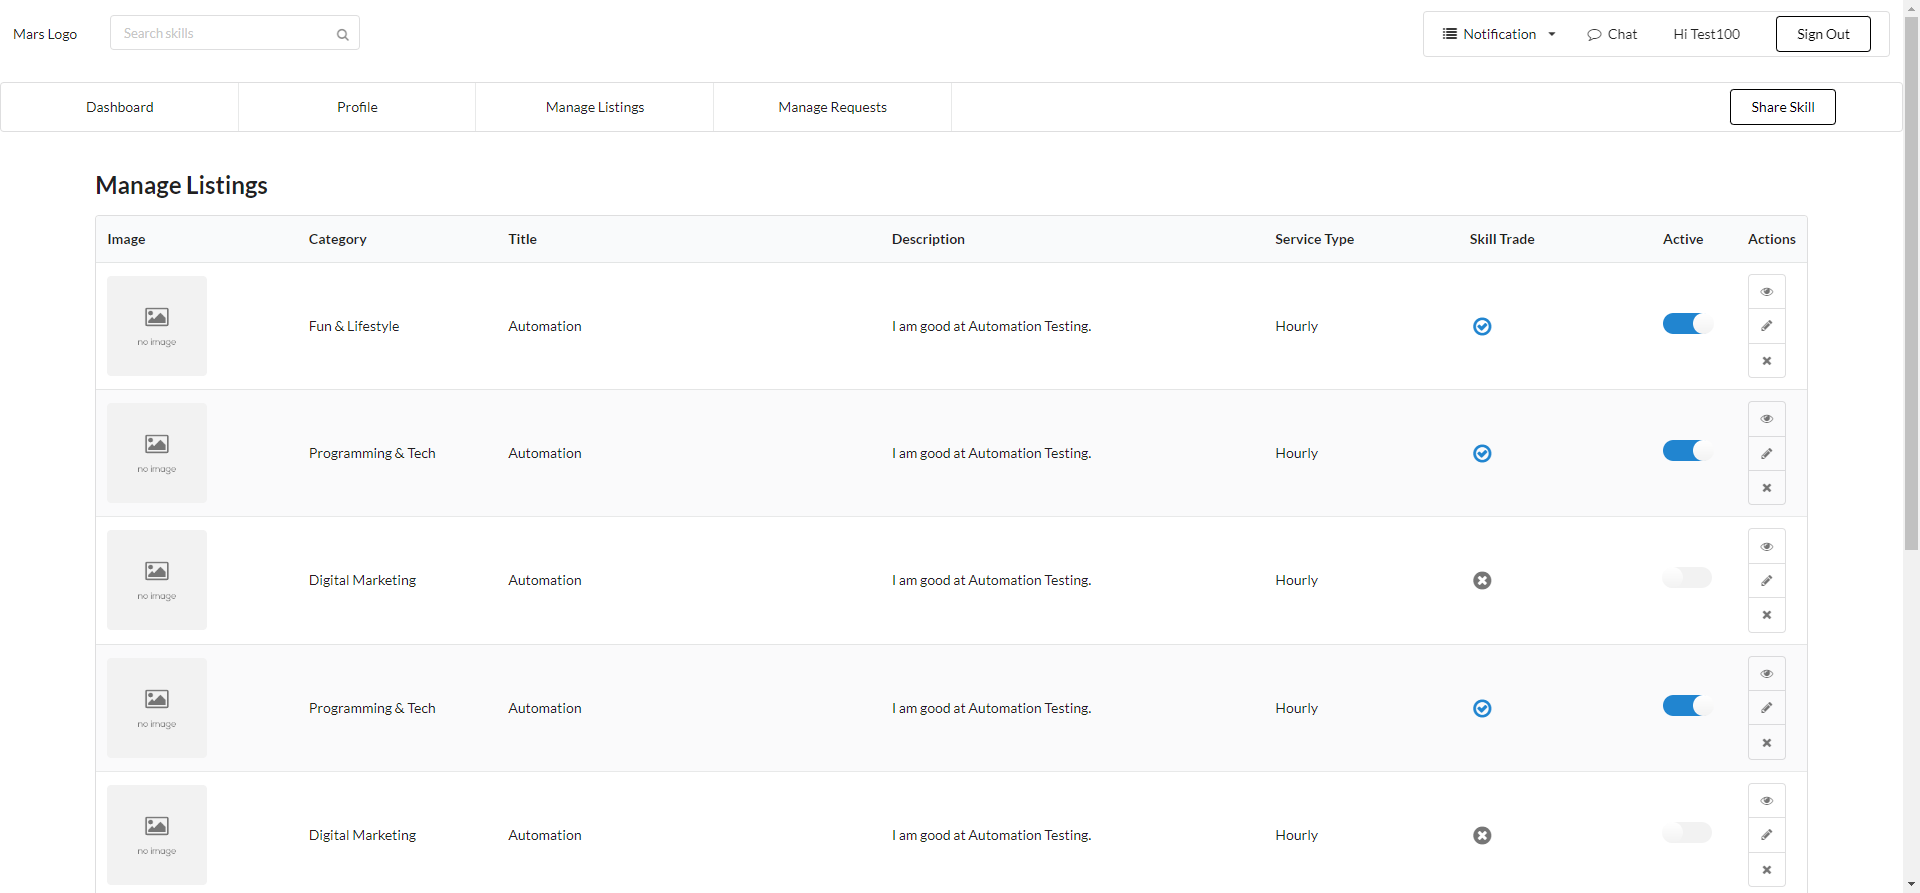 Mars Logo
Search skills
Notification
Chat
Hi Test100
Sign Out
Dashboard
Profile
Manage Listings
Manage Requests
Share Skill
Manage Listings
Image Category Title Description Service Type Skill Trade Active Actions
no image Fun & Lifestyle Automation I am good at Automation Testing. Hourly
no image Programming & Tech Automation I am good at Automation Testing. Hourly
no image Digital Marketing Automation I am good at Automation Testing. Hourly
no image Programming & Tech Automation I am good at Automation Testing. Hourly
no image Digital Marketing Automation I am good at Automation Testing. Hourly